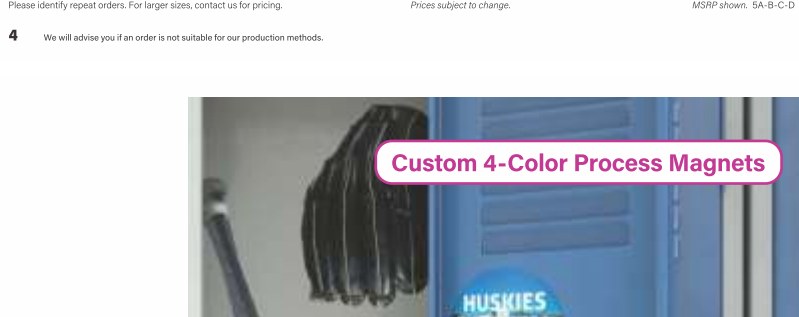 Please identify repeat orders. For larger sizes, contact us for pricing. Prices subject to change. MSRP shown. 5A-B-C-D
4 We will advise you if an order is not suitable for our production methods.
Custom 4-Color Process Magnets
HUSKIES